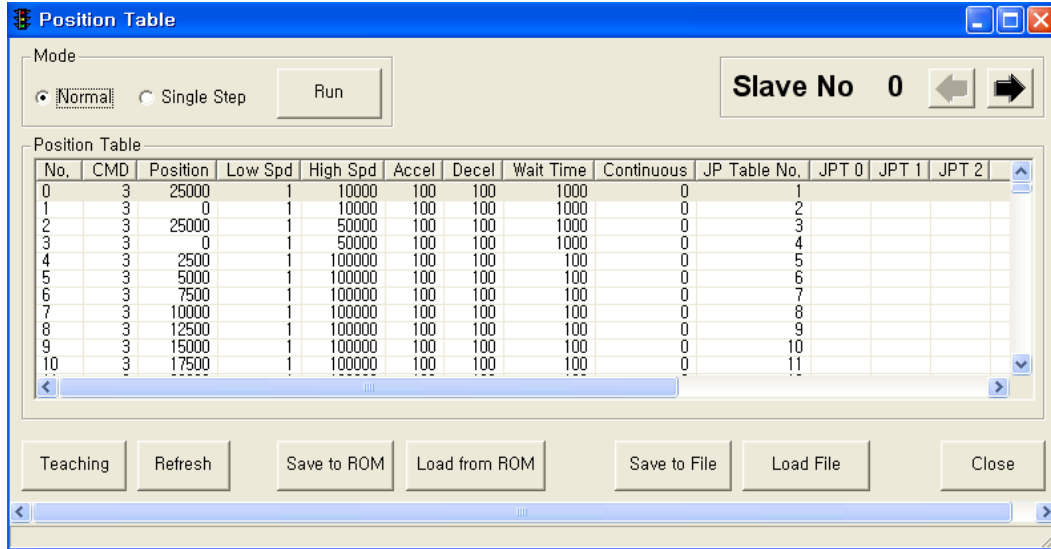 Position Table
Mode
Normal Single Step Run
Slave No 0
Position Table
No, CMD Position Low Spd High Spd Accel Decel Wait Time Continuous JP Table No, JPT 0 JPT 1 JPT 2
0 3 25000 1 10000 100 100 1000 0 1
1 3 0 1 10000 100 100 1000 0 2
2 3 25000 1 50000 100 100 1000 0 3
3 3 0 1 50000 100 100 1000 0 4
4 3 2500 1 100000 100 100 100 0 5
5 3 5000 1 100000 100 100 100 0 6
6 3 7500 1 100000 100 100 100 0 7
7 3 10000 1 100000 100 100 100 0 8
8 3 12500 1 100000 100 100 100 0 9
9 3 15000 1 100000 100 100 100 0 10
10 3 17500 1 100000 100 100 100 0 11
Teaching Refresh Save to ROM Load from ROM Save to File Load File Close